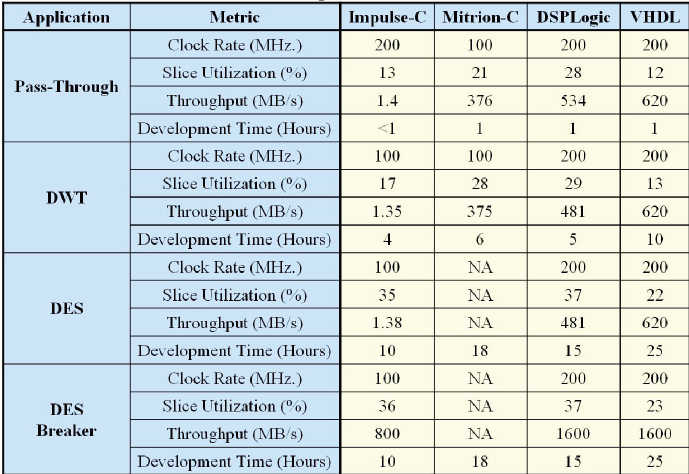 Application Metric Impulse-C Mitrion-C DSPLogic VHDL
Pass-Through
Clock Rate (MHz.) 200 100 200 200
Slice Utilization (%) 13 21 28 12
Throughput (MB/s) 1.4 376 534 620
Development Time (Hours) <1 1 1 1
DWT
Clock Rate (MHz.) 100 100 200 200
Slice Utilization (%) 17 28 29 13
Throughput (MB/s) 1.35 375 481 620
Development Time (Hours) 4 6 5 10
DES
Clock Rate (MHz.) 100 NA 200 200
Slice Utilization (%) 35 NA 37 22
Throughput (MB/s) 1.38 NA 481 620
Development Time (Hours) 10 18 15 25
DES
Breaker
Clock Rate (MHz.) 100 NA 200 200
Slice Utilization (%) 36 NA 37 23
Throughput (MB/s) 800 NA 1600 1600
Development Time (Hours) 10 18 15 25